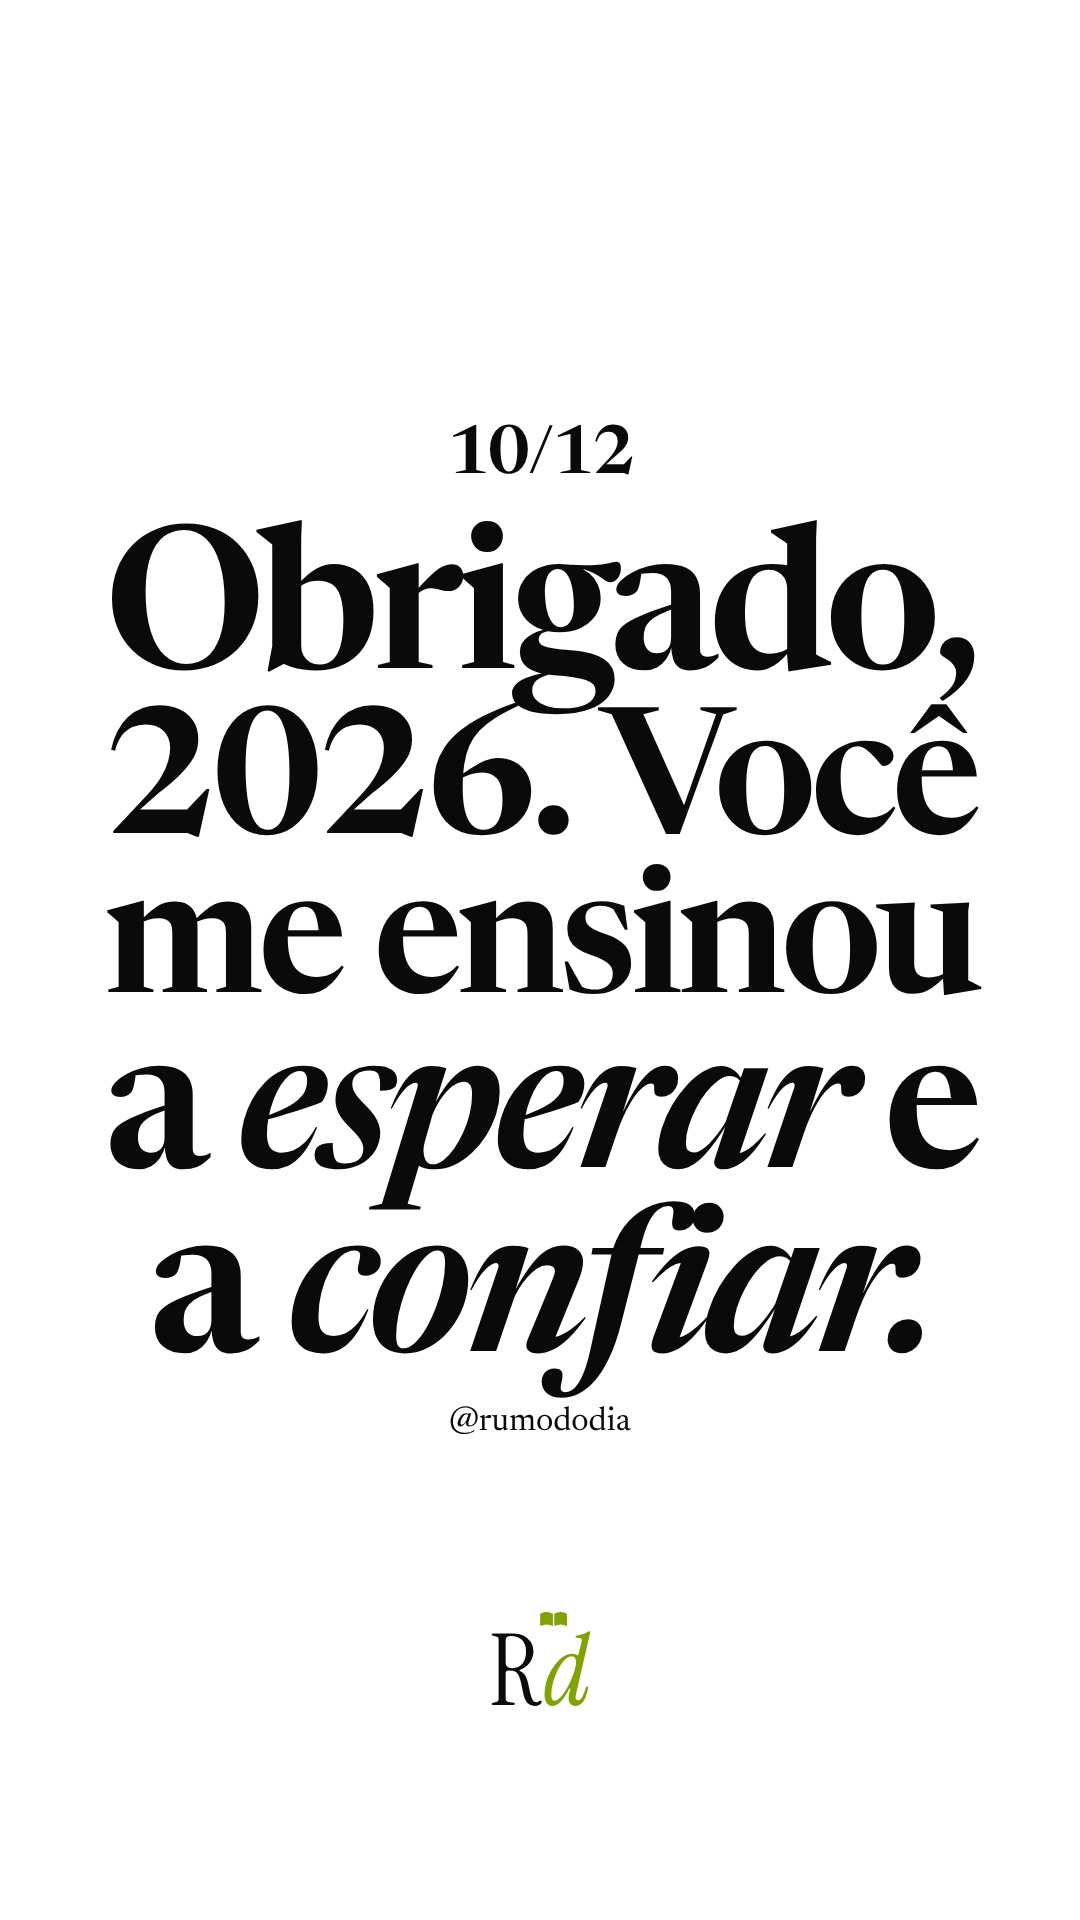 10/12
Obrigado,
2026. Você
me ensinou
a esperar e
a confiar.
@rumododia
Rd